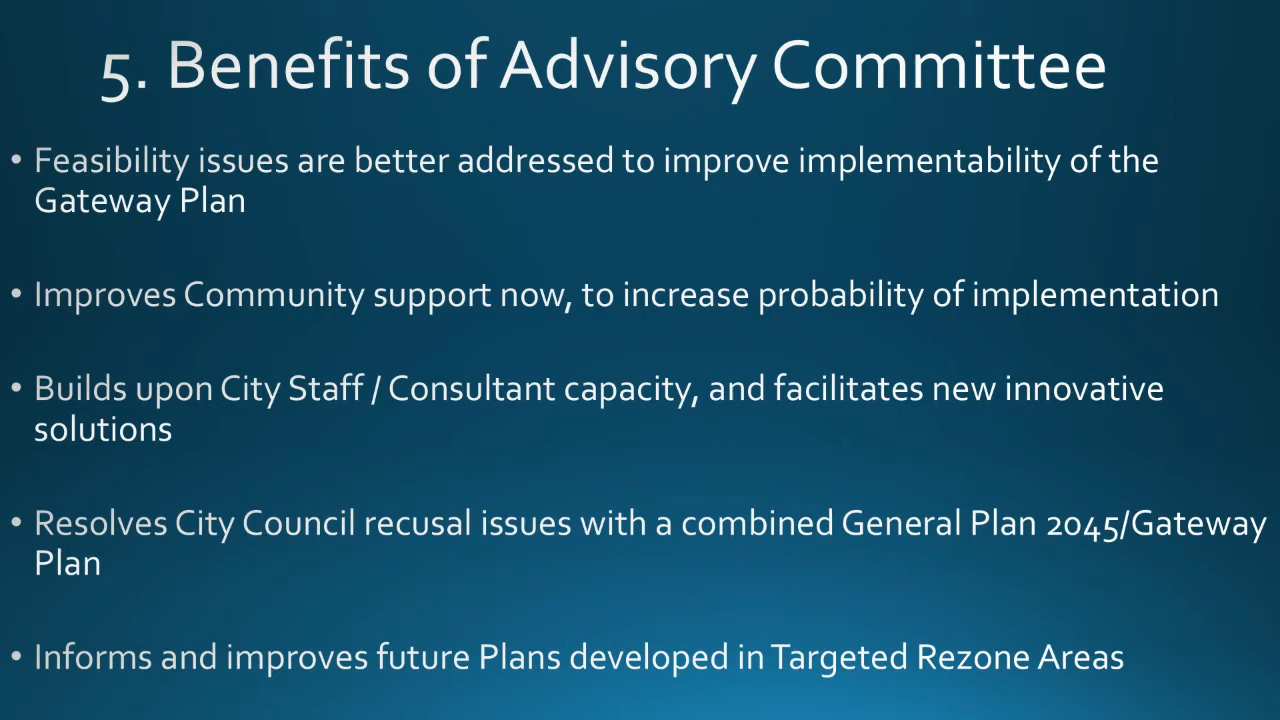 5. Benefits of Advisory Committee
• Feasibility issues are better addressed to improve implementability of the
Gateway Plan
• Improves Community support now, to increase probability of implementation
• Builds upon City Staff / Consultant capacity, and facilitates new innovative
solutions
• Resolves City Council recusal issues with a combined General Plan 2045/Gateway
Plan
• Informs and improves future Plans developed in Targeted Rezone Areas